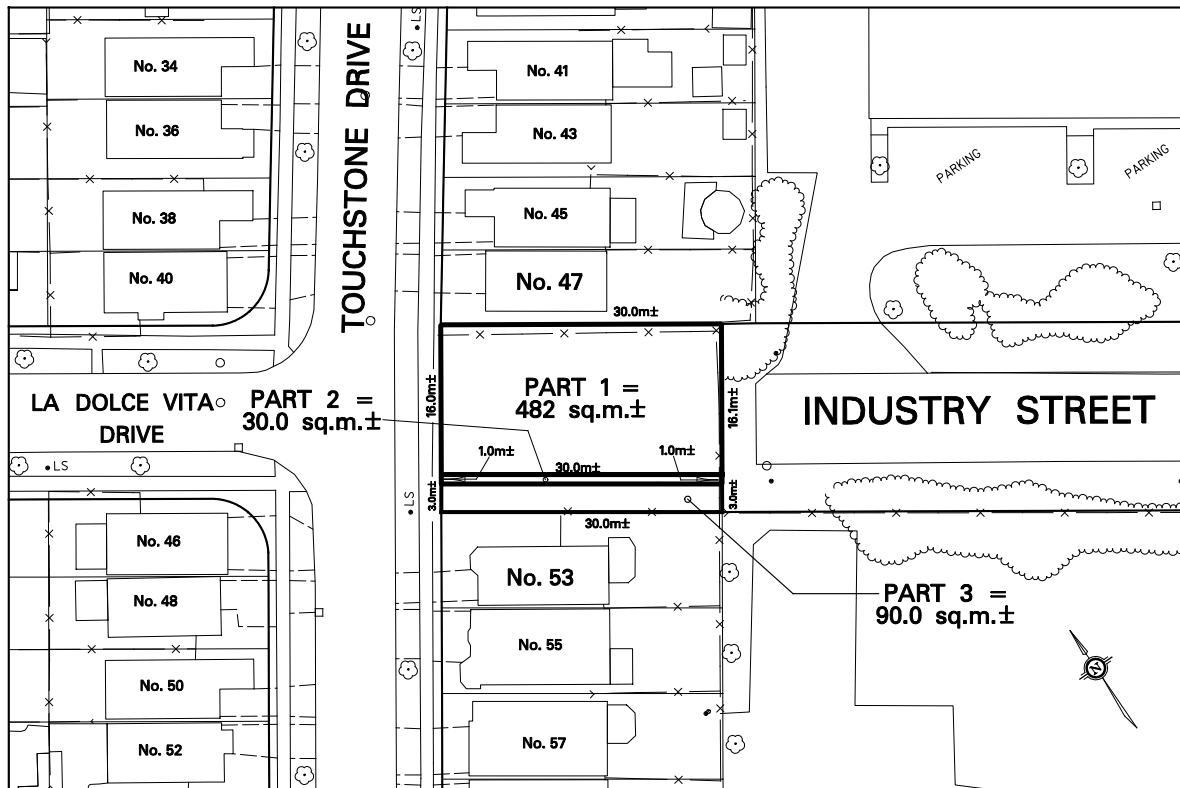 LS
No. 34
No. 41
No. 36
No. 43
TOUCHSTONE DRIVE
PARKING
PARKING
No. 38
No. 45
No. 40
No. 47
30.0m±
LA DOLCE VITA
DRIVE
PART 2 =
30.0 sq.m.±
16.0m±
PART 1 =
482 sq.m.±
16.1m±
INDUSTRY STREET
1.0m±
30.0m±
1.0m±
LS
LS
3.0m±
3.0m±
30.0m±
No. 46
No. 53
No. 48
PART 3 =
90.0 sq.m.±
No. 55
No. 50
N
No. 52
No. 57